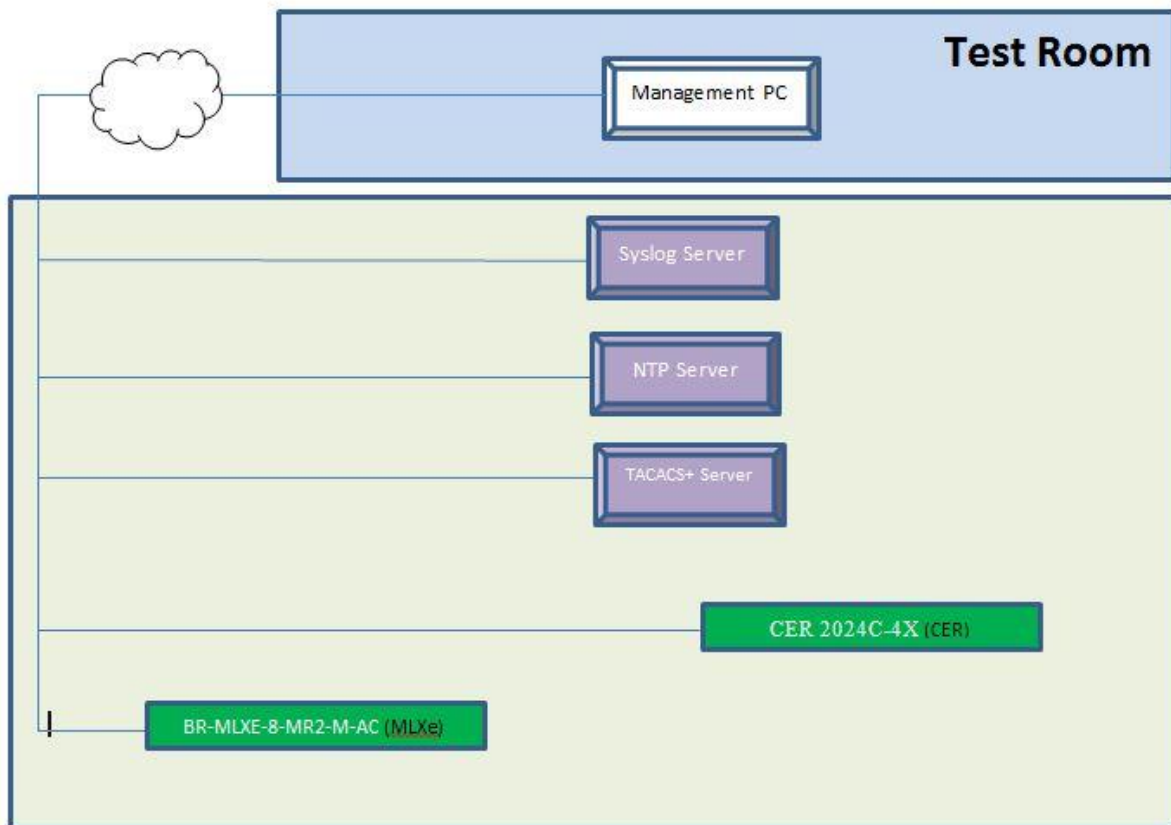 Test Room
Management PC
Syslog Server
NTP Server
TACACS+ Server
CER 2024C-4X (CER)
BR-MLXE-8-MR2-M-AC (MLXe)